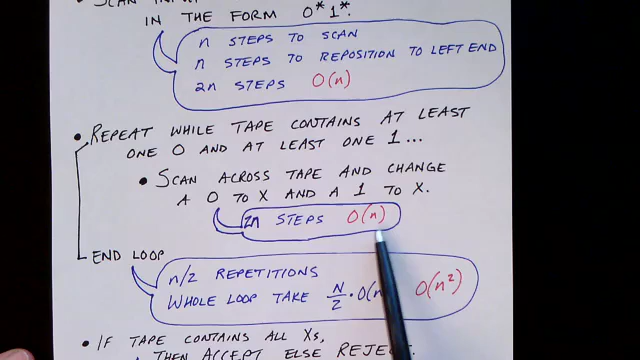 • SCAN INPUT
IN THE FORM 0*1*.
n STEPS TO SCAN
n STEPS TO REPOSITION TO LEFT END
2n STEPS O(n)
• REPEAT WHILE TAPE CONTAINS AT LEAST
ONE 0 AND AT LEAST ONE 1...
• SCAN ACROSS TAPE AND CHANGE
A 0 TO X AND A 1 TO X.
2n STEPS O(n)
END LOOP
n/2 REPETITIONS
WHOLE LOOP TAKE N/2 · O(n O(n²)
• IF TAPE CONTAINS ALL Xs,
THEN ACCEPT ELSE REJECT.